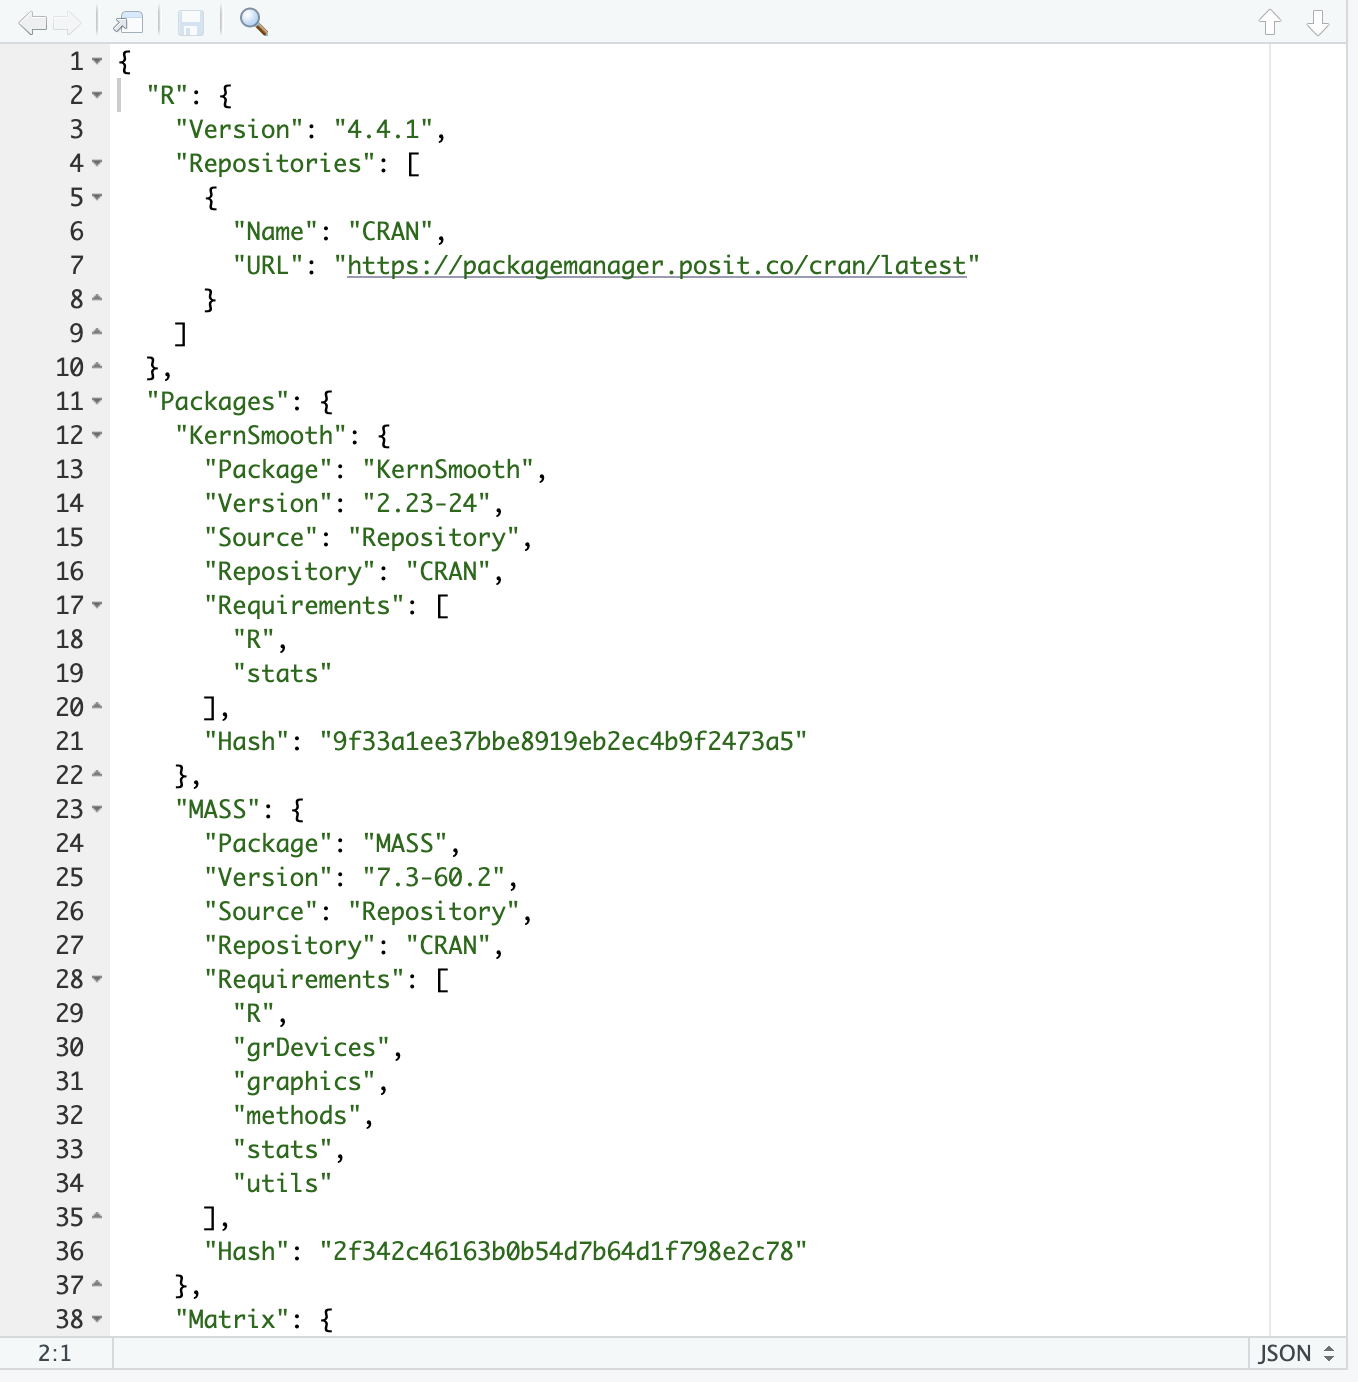 1 {
2   "R": {
3     "Version": "4.4.1",
4     "Repositories": [
5       {
6         "Name": "CRAN",
7         "URL": "https://packagemanager.posit.co/cran/latest"
8       }
9     ]
10   },
11   "Packages": {
12     "KernSmooth": {
13       "Package": "KernSmooth",
14       "Version": "2.23-24",
15       "Source": "Repository",
16       "Repository": "CRAN",
17       "Requirements": [
18         "R",
19         "stats"
20       ],
21       "Hash": "9f33a1ee37bbe8919eb2ec4b9f2473a5"
22     },
23     "MASS": {
24       "Package": "MASS",
25       "Version": "7.3-60.2",
26       "Source": "Repository",
27       "Repository": "CRAN",
28       "Requirements": [
29         "R",
30         "grDevices",
31         "graphics",
32         "methods",
33         "stats",
34         "utils"
35       ],
36       "Hash": "2f342c46163b0b54d7b64d1f798e2c78"
37     },
38     "Matrix": {
2:1
JSON